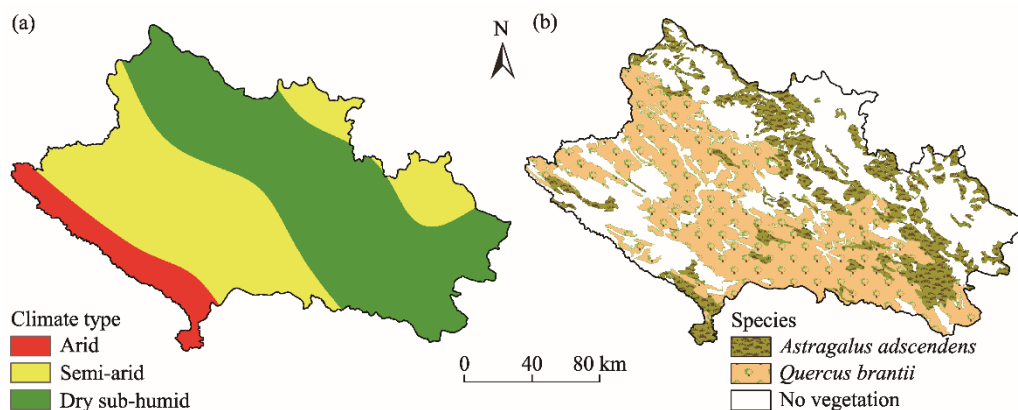 (a)
N
(b)
Climate type
Arid
Semi-arid
Dry sub-humid
0 40 80 km
Species
Astragalus adscendens
Quercus brantii
No vegetation